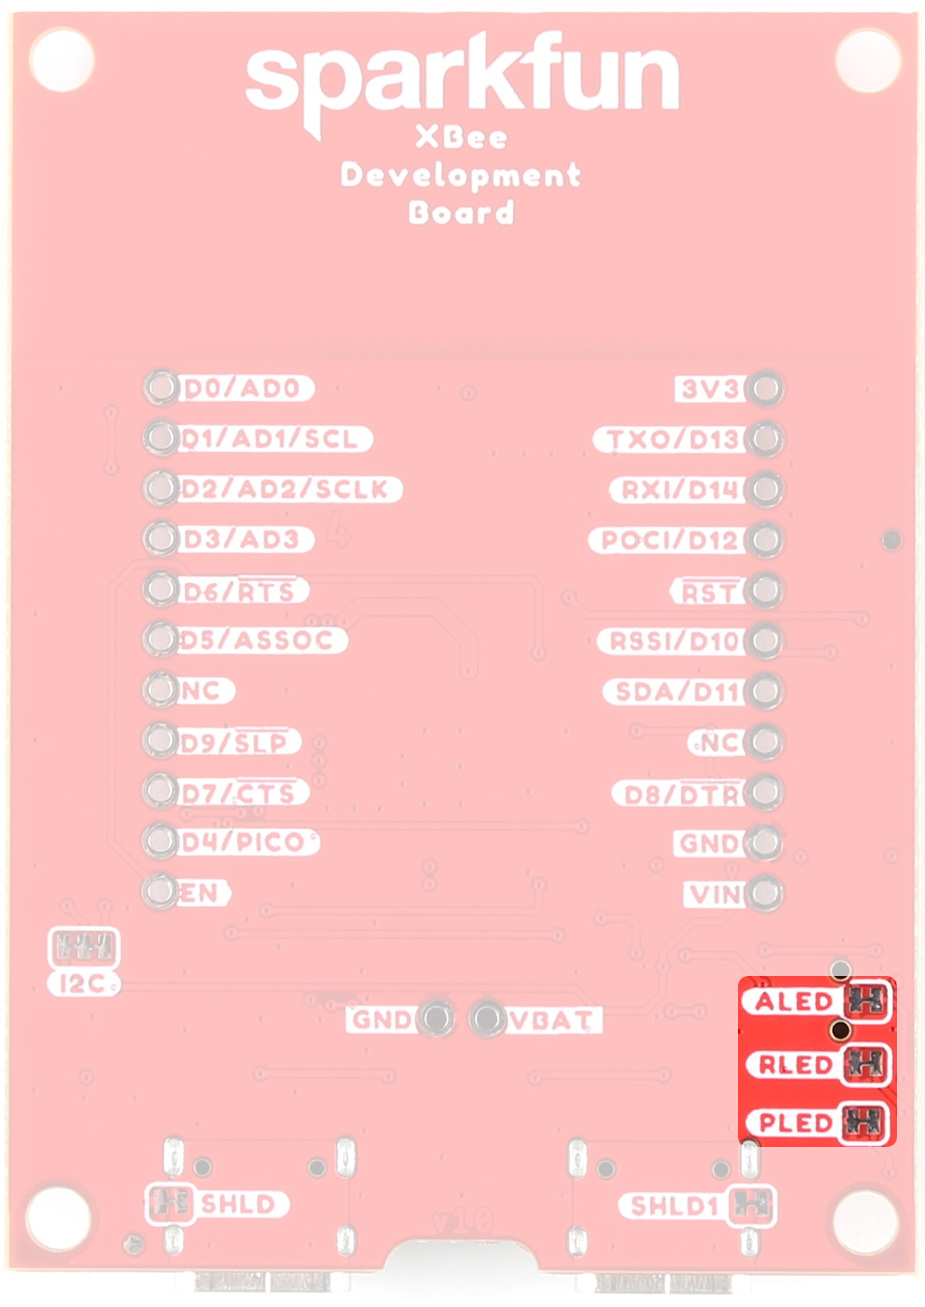 sparkfun
XBee
Development
Board
D0/AD0
3V3
D1/AD1/SCL
TXO/D13
D2/AD2/SCLK
RXI/D14
D3/AD3
POCI/D12
4
D6/RTS
RST
D5/ASSOC
RSSI/D10
NC
SDA/D11
D9/SLP
NC
D7/CTS
D8/DTR
D4/PICO
GND
EN
VIN
I2C
GND
VBAT
ALED
RLED
PLED
SHLD
SHLD1
v10